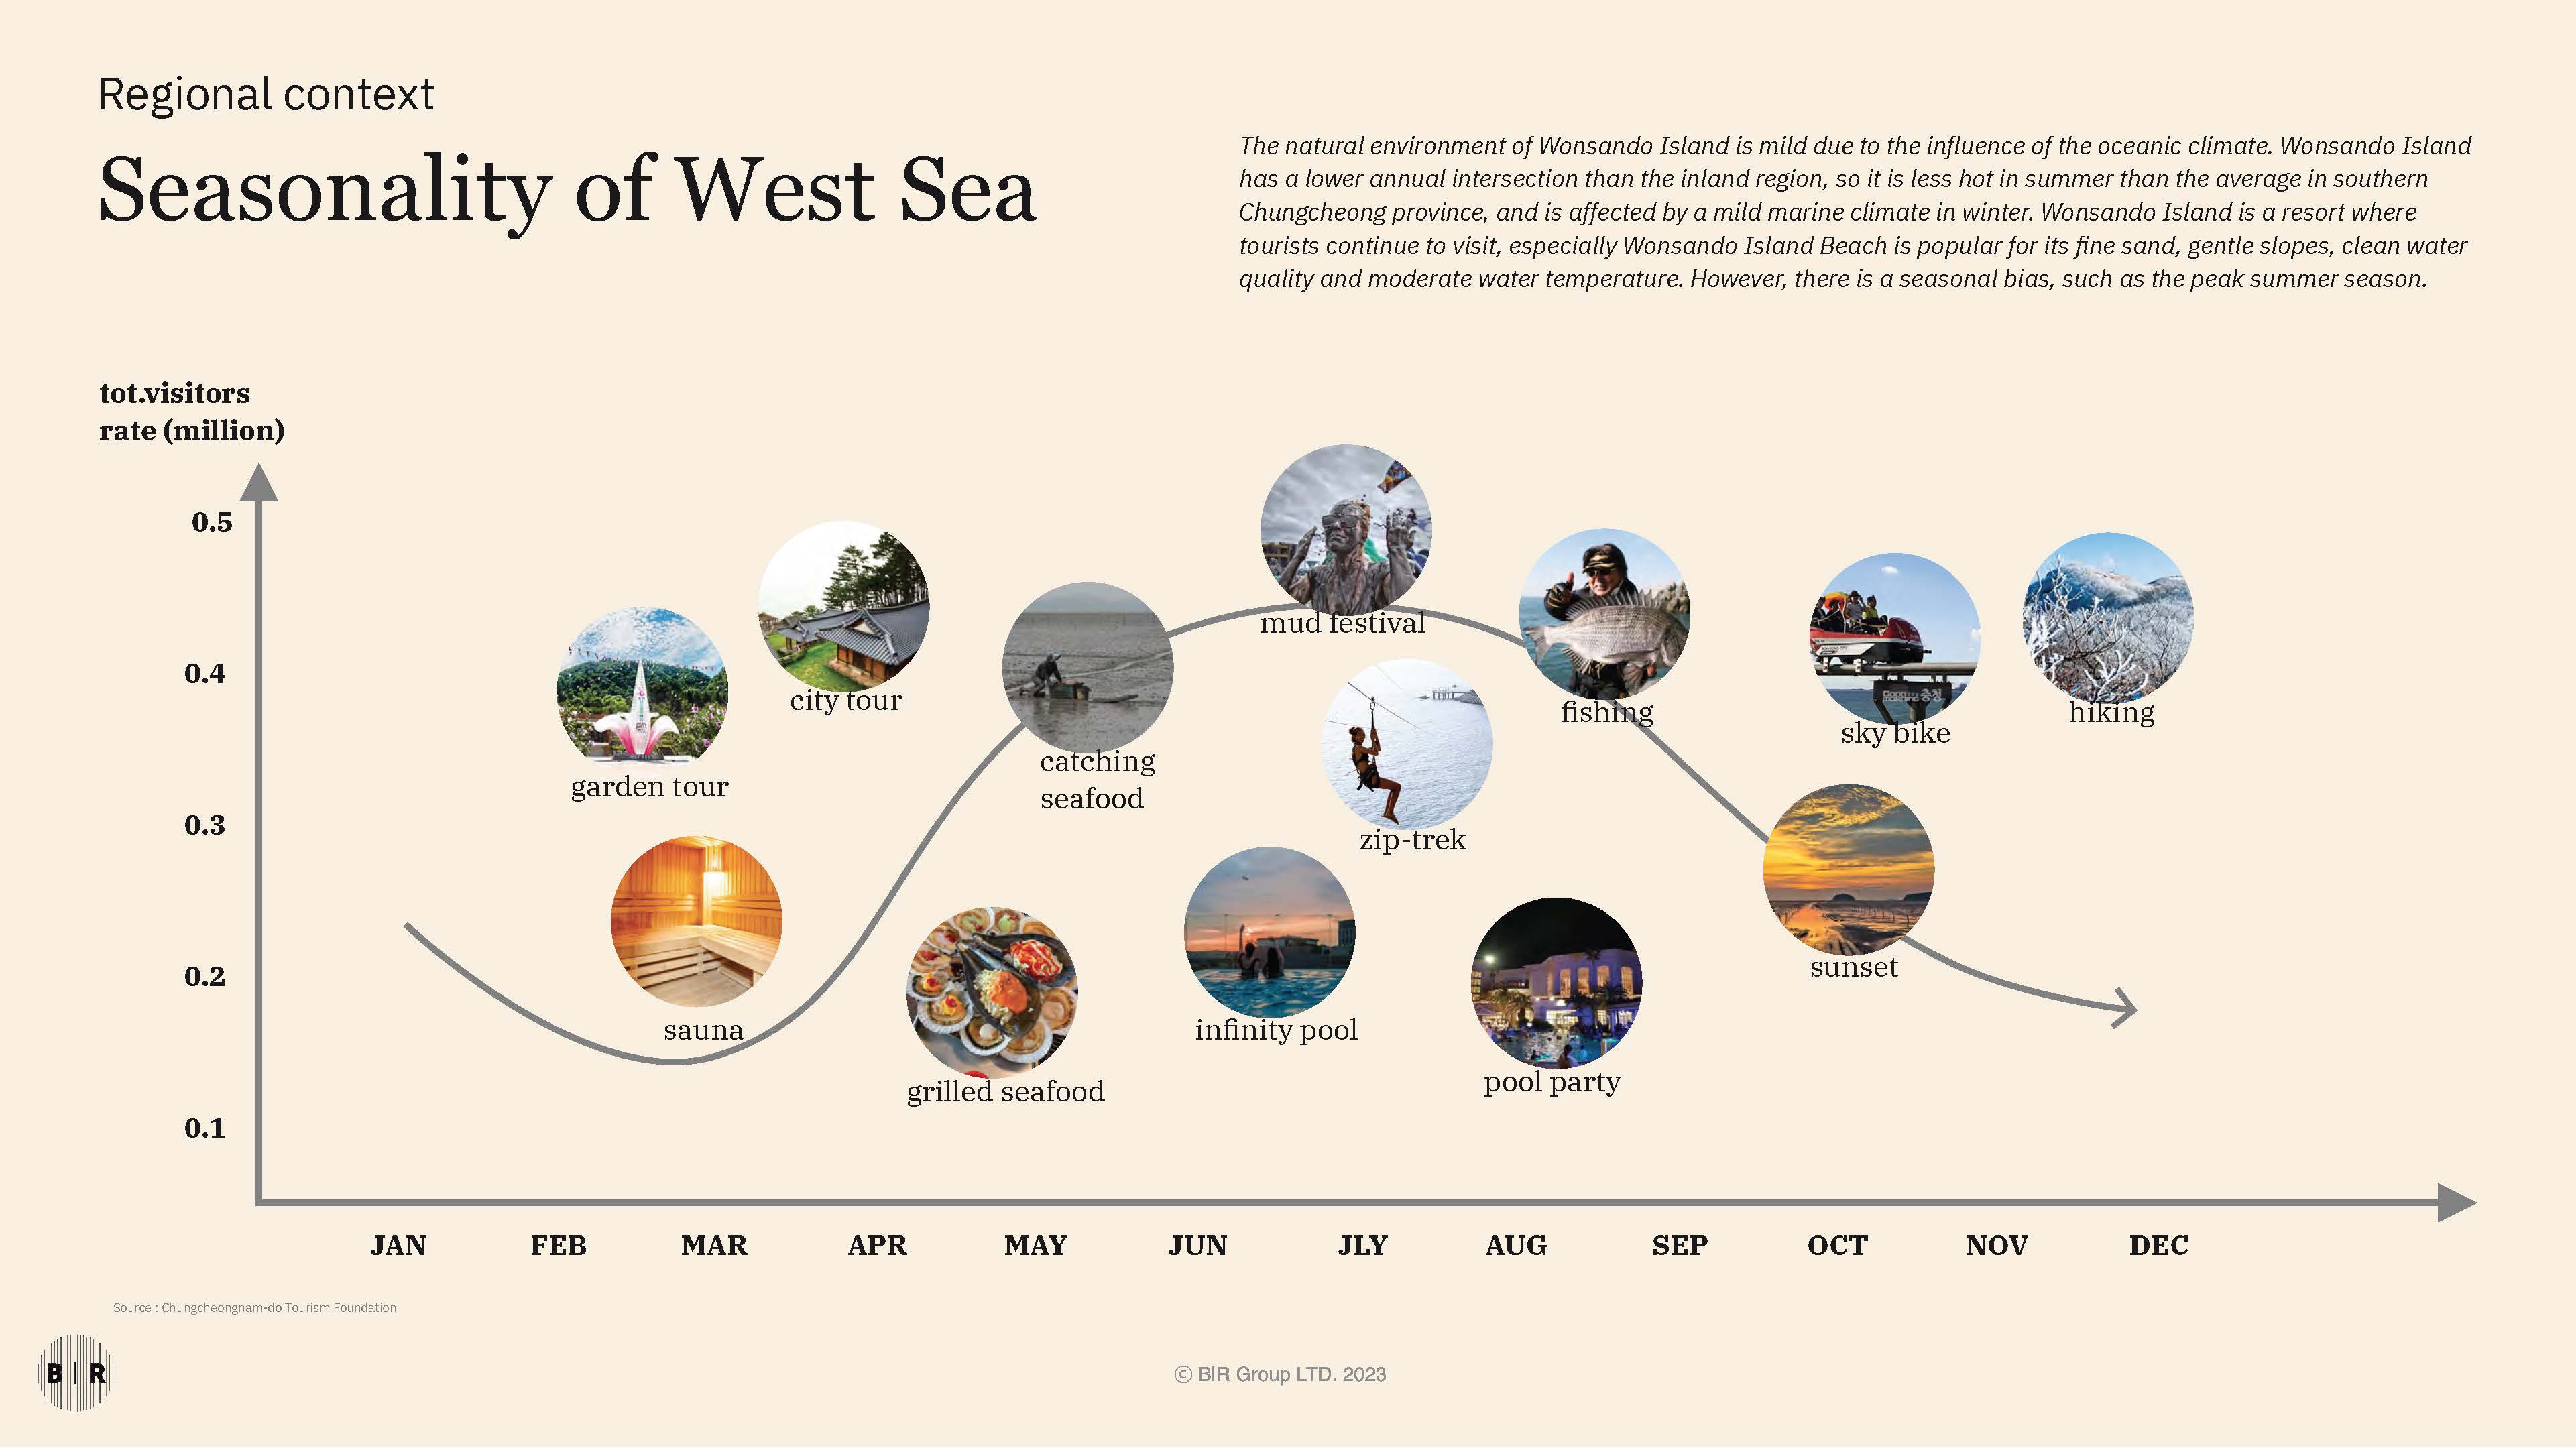 Regional context
Seasonality of West Sea
The natural environment of Wonsando Island is mild due to the influence of the oceanic climate. Wonsando Island
has a lower annual intersection than the inland region, so it is less hot in summer than the average in southern
Chungcheong province, and is affected by a mild marine climate in winter. Wonsando Island is a resort where
tourists continue to visit, especially Wonsando Island Beach is popular for its fine sand, gentle slopes, clean water
quality and moderate water temperature. However, there is a seasonal bias, such as the peak summer season.
tot.visitors
rate (million)
0.5
0.4
0.3
0.2
0.1
garden tour
city tour
catching
seafood
mud festival
fishing
sky bike
hiking
zip-trek
sauna
grilled seafood
infinity pool
pool party
sunset
JAN FEB MAR APR MAY JUN JLY AUG SEP OCT NOV DEC
Source : Chungcheongnam-do Tourism Foundation
B | R
© BIR Group LTD. 2023